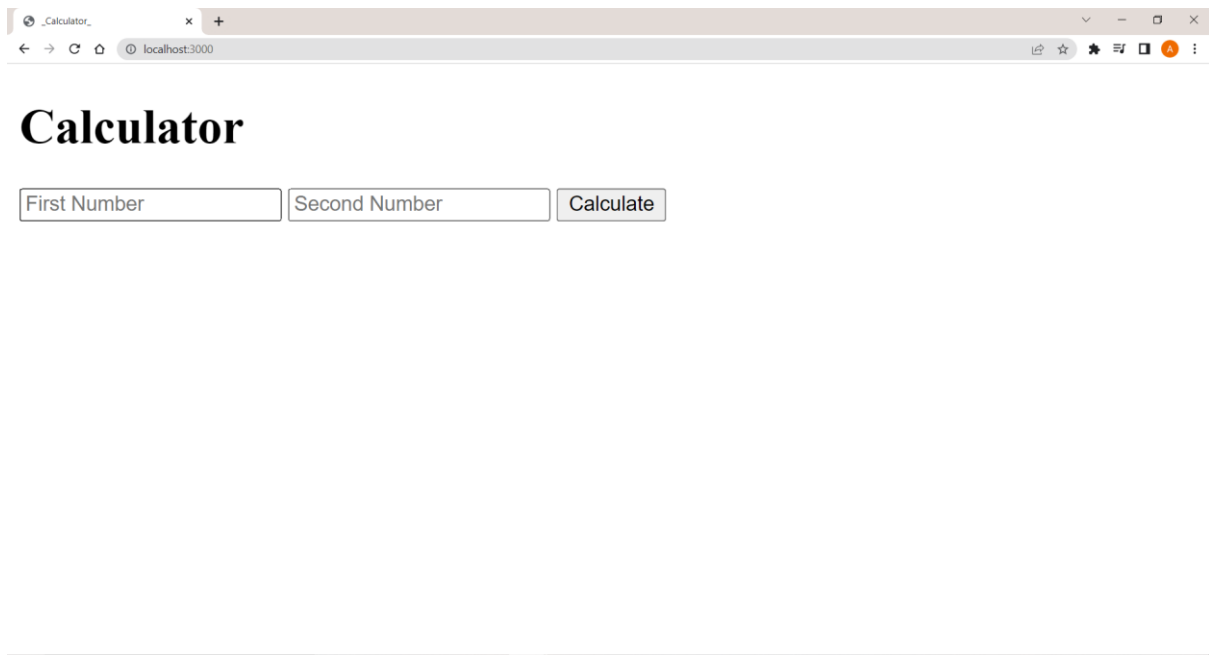 _Calculator_
localhost:3000
A
Calculator
First Number Second Number Calculate